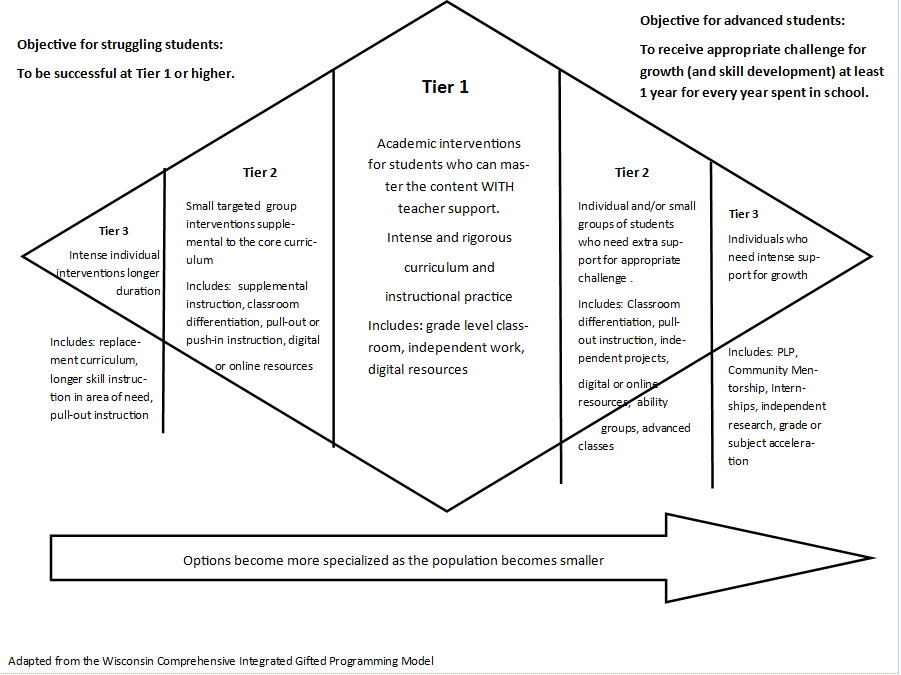 Objective for struggling students:
To be successful at Tier 1 or higher.
Objective for advanced students:
To receive appropriate challenge for
growth (and skill development) at least
1 year for every year spent in school.
Tier 3
Intense individual
interventions longer
duration
Includes: replace-
ment curriculum,
longer skill instruc-
tion in area of need,
pull-out instruction
Tier 2
Small targeted group
interventions supple-
mental to the core curric-
ulum
Includes: supplemental
instruction, classroom
differentiation, pull-out or
push-in instruction, digital
or online resources
Tier 1
Academic interventions
for students who can mas-
ter the content WITH
teacher support.
Intense and rigorous
curriculum and
instructional practice
Includes: grade level class-
room, independent work,
digital resources
Tier 2
Individual and/or small
groups of students
who need extra sup-
port for appropriate
challenge .
Includes: Classroom
differentiation, pull-
out instruction, inde-
pendent projects,
digital or online
resources, ability
groups, advanced
classes
Tier 3
Individuals who
need intense sup-
port for growth
Includes: PLP,
Community Men-
torship, Intern-
ships, independent
research, grade or
subject accelera-
tion
Options become more specialized as the population becomes smaller
Adapted from the Wisconsin Comprehensive Integrated Gifted Programming Model